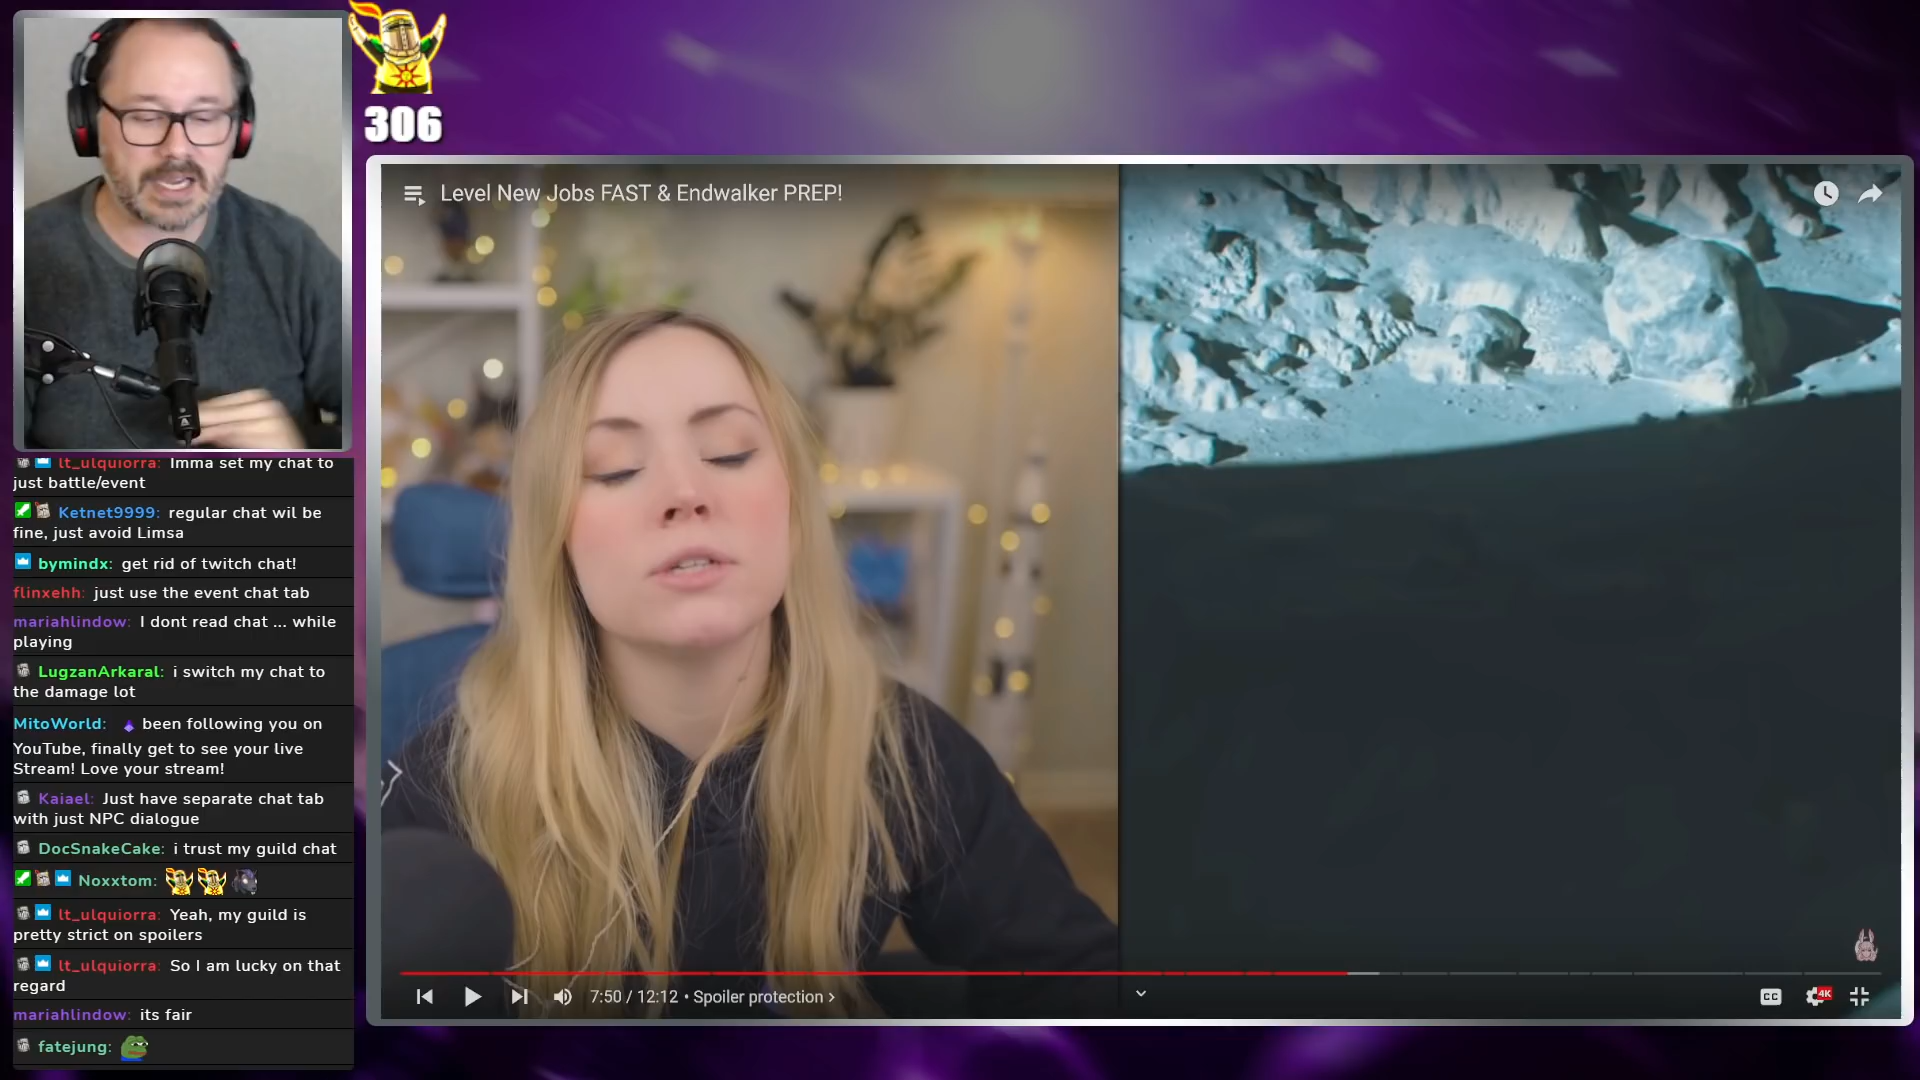 306
Level New Jobs FAST & Endwalker PREP!
lt_ulquiorra: Imma set my chat to
just battle/event
Ketnet9999: regular chat wil be
fine, just avoid Limsa
bymindx: get rid of twitch chat!
flinxehh: just use the event chat tab
mariahlindow: I dont read chat ... while
playing
LugzanArkaral: i switch my chat to
the damage lot
MitoWorld: been following you on
YouTube, finally get to see your live
Stream! Love your stream!
Kaiael: Just have separate chat tab
with just NPC dialogue
DocSnakeCake: i trust my guild chat
Noxxtom:
lt_ulquiorra: Yeah, my guild is
pretty strict on spoilers
lt_ulquiorra: So I am lucky on that
regard
mariahlindow: its fair
fatejung:
7:50 / 12:12 • Spoiler protection
CC
4K